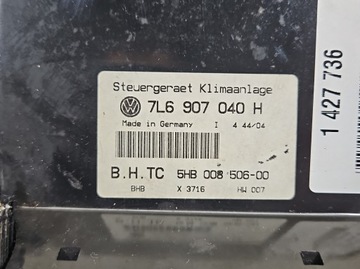 Steuergeraet Klimaanlage
7L6 907 040 H
Made in Germany I 4 44/04
B.H.TC 5HB 008 506-00
BHB X 3716 HW 007
1 427 736